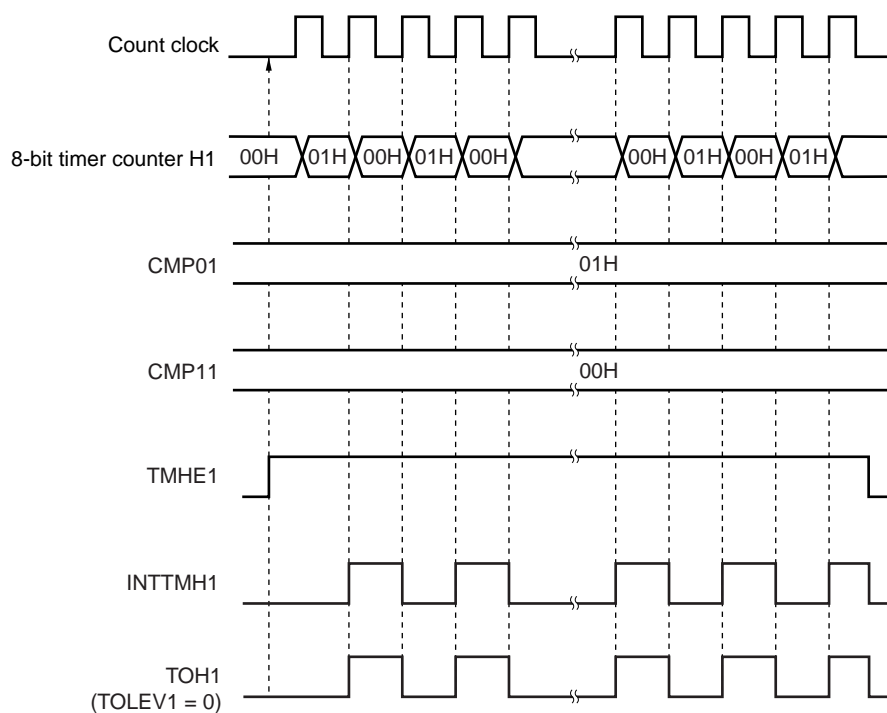 Count clock
8-bit timer counter H1 00H 01H 00H 01H 00H 00H 01H 00H 01H
CMP01 01H
CMP11 00H
TMHE1
INTTMH1
TOH1
(TOLEV1 = 0)